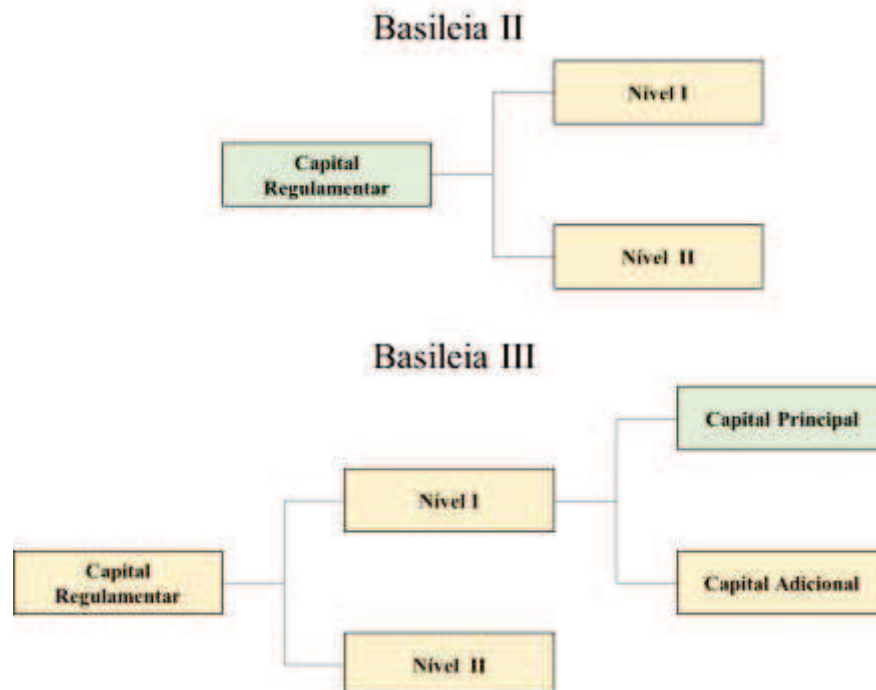 Basileia II
Nível I
Capital
Regulamentar
Nível II
Basileia III
Capital Principal
Nível I
Capital
Regulamentar
Capital Adicional
Nível II